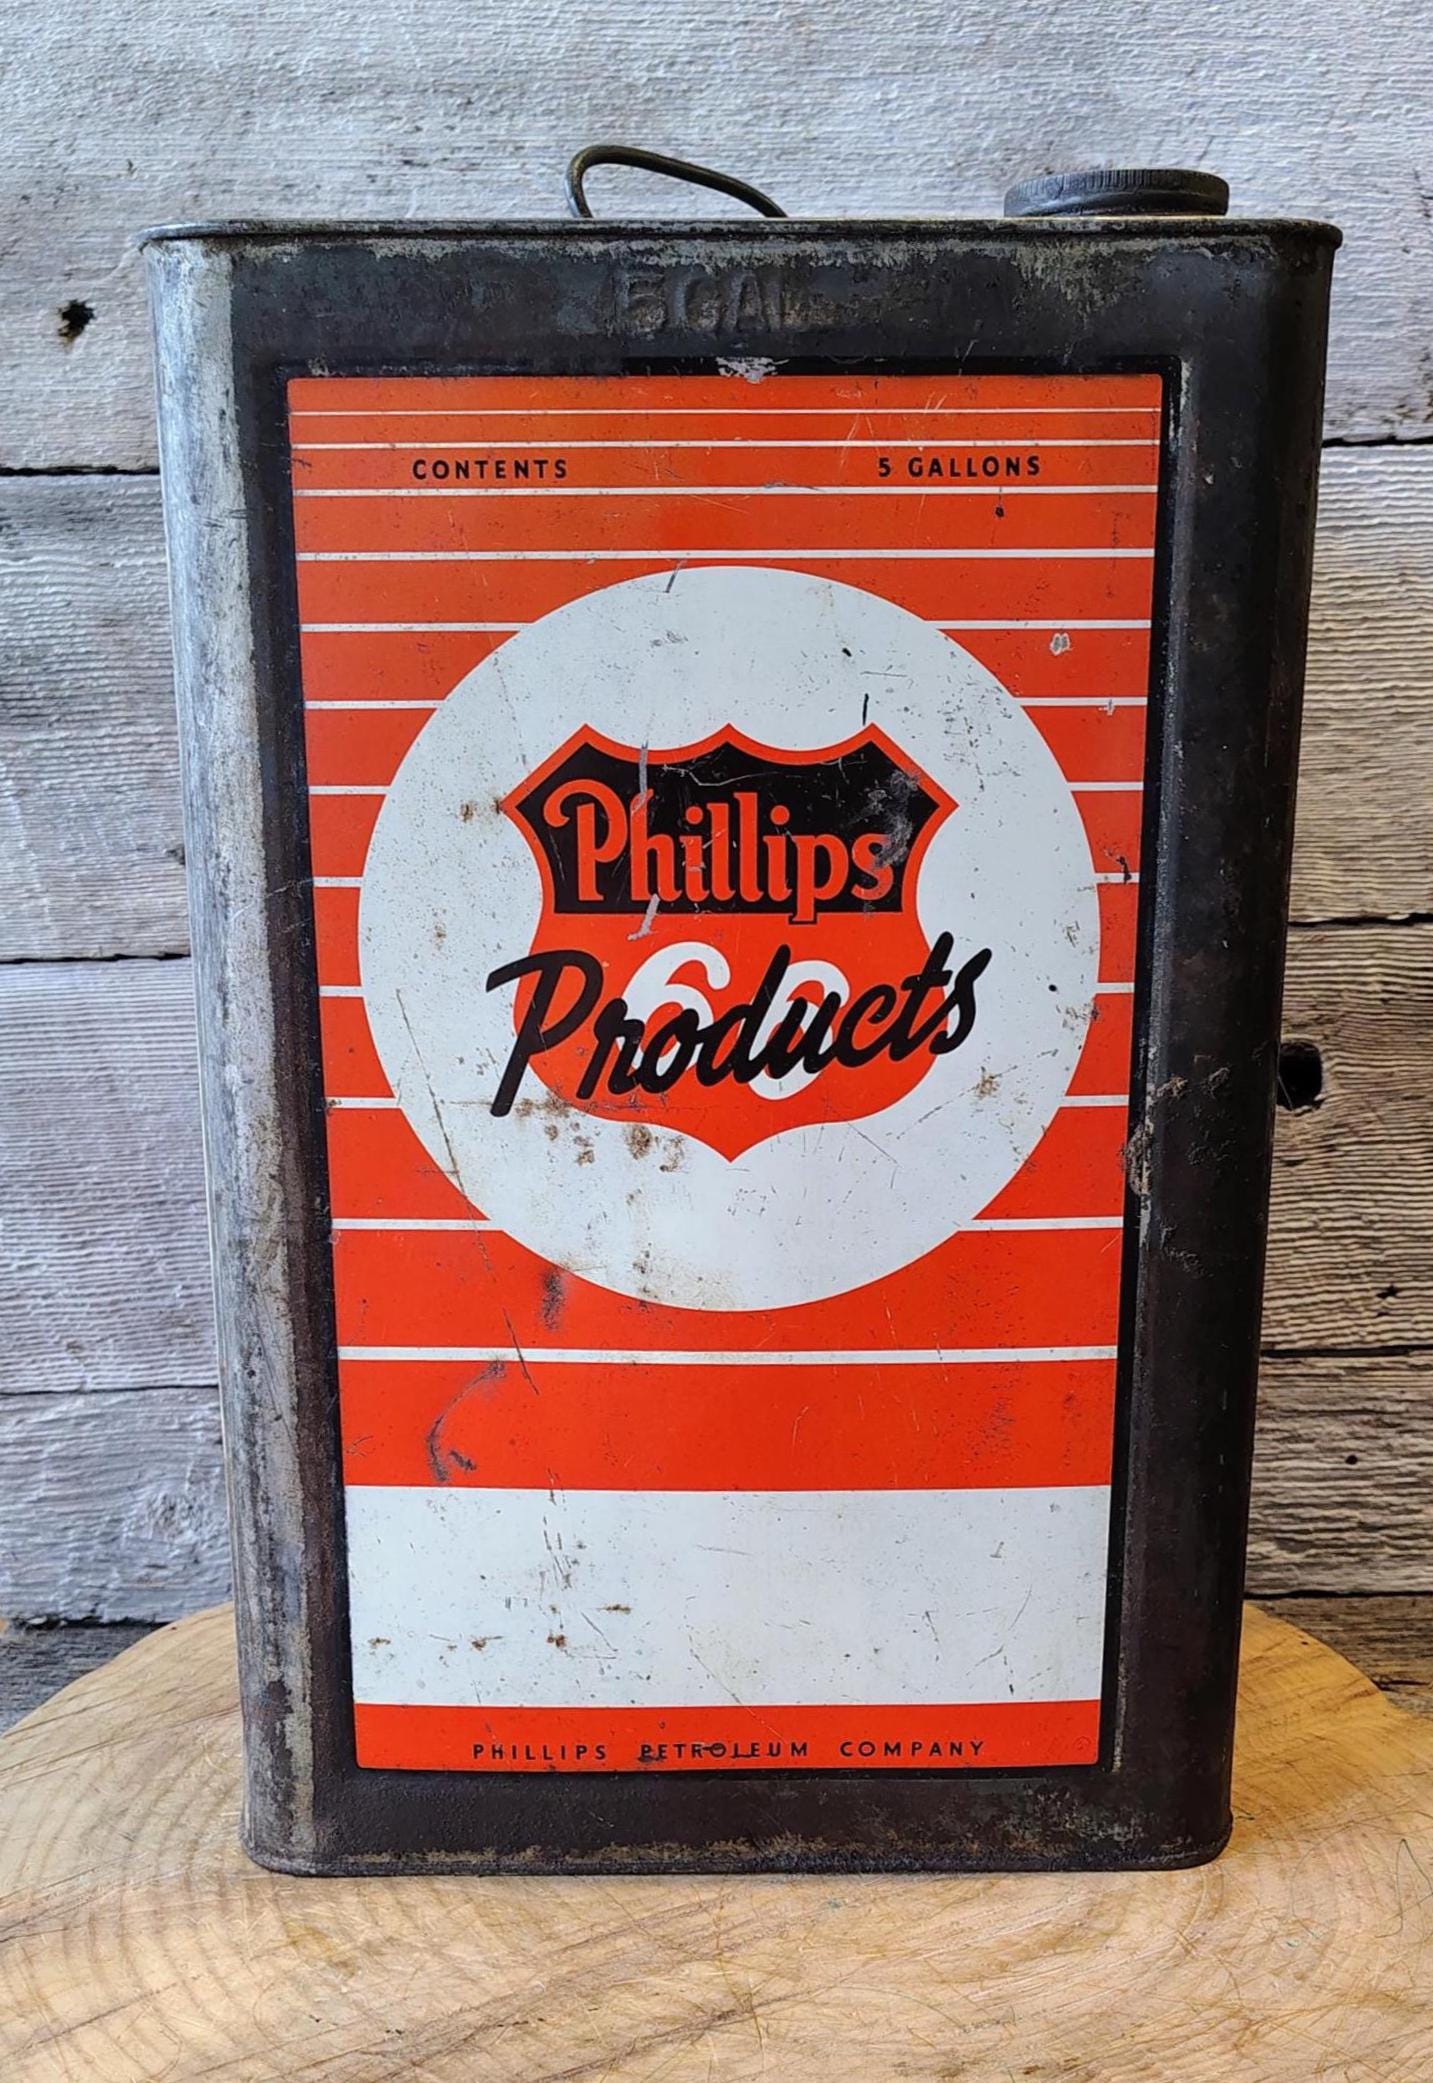 5 GAL
CONTENTS 5 GALLONS
Phillips
66
Products
PHILLIPS PETROLEUM COMPANY